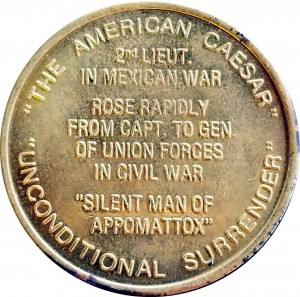 "THE AMERICAN CAESAR"
2nd LIEUT.
IN MEXICAN WAR
ROSE RAPIDLY
FROM CAPT. TO GEN.
OF UNION FORCES
IN CIVIL WAR
"SILENT MAN OF
APPOMATTOX"
"UNCONDITIONAL SURRENDER"